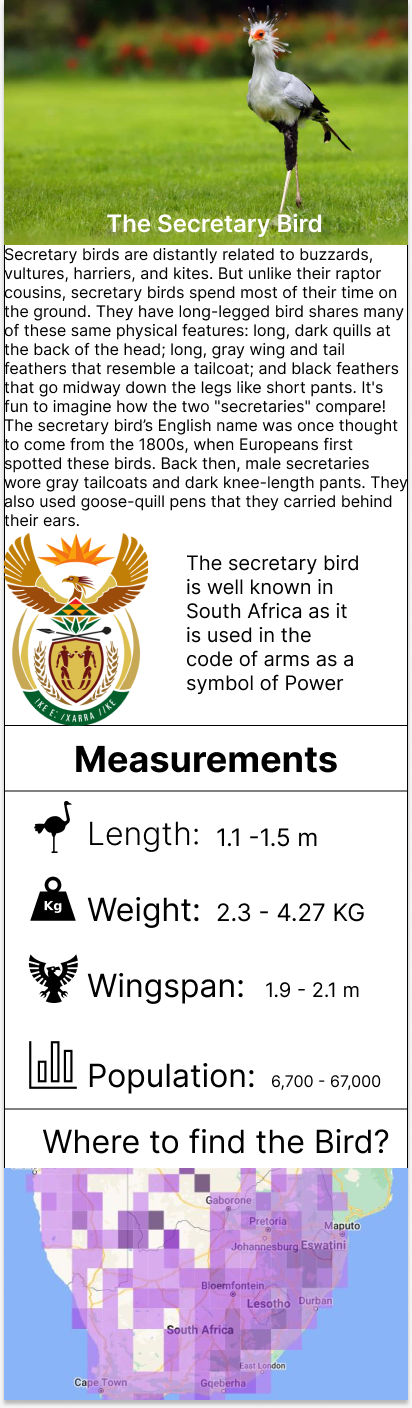 The Secretary Bird
Secretary birds are distantly related to buzzards,
vultures, harriers, and kites. But unlike their raptor
cousins, secretary birds spend most of their time on
the ground. They have long-legged bird shares many
of these same physical features: long, dark quills at
the back of the head; long, gray wing and tail
feathers that resemble a tailcoat; and black feathers
that go midway down the legs like short pants. It's
fun to imagine how the two "secretaries" compare!
The secretary bird’s English name was once thought
to come from the 1800s, when Europeans first
spotted these birds. Back then, male secretaries
wore gray tailcoats and dark knee-length pants. They
also used goose-quill pens that they carried behind
their ears.
The secretary bird
is well known in
South Africa as it
is used in the
code of arms as a
symbol of Power
!KE E: /XARRA //KE
Measurements
Length: 1.1 -1.5 m
Kg
Weight: 2.3 - 4.27 KG
Wingspan: 1.9 - 2.1 m
Population: 6,700 - 67,000
Where to find the Bird?
Gaborone
Pretoria
Maputo
Johannesburg
Eswatini
Bloemfontein
Lesotho
Durban
South Africa
East London
Cape Town
Gqeberha